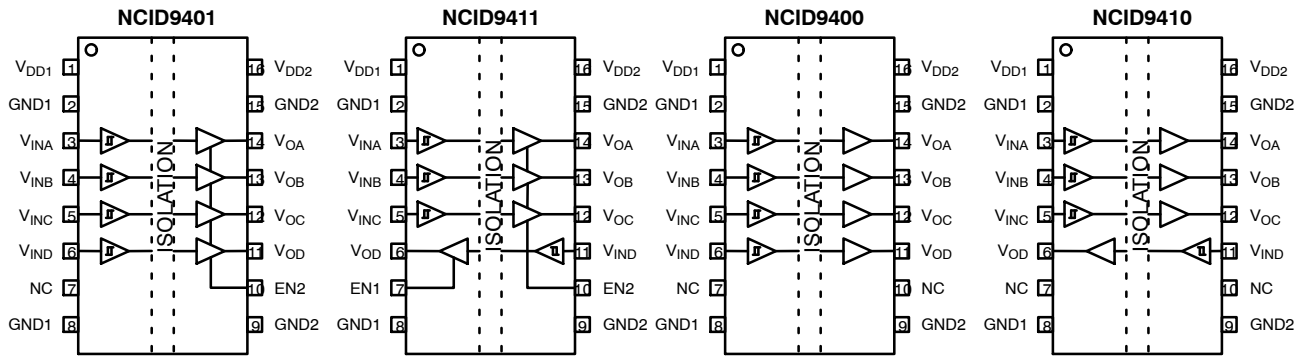 NCID9401 NCID9411 NCID9400 NCID9410
VDD1 1 16 VDD2 VDD1 1 16 VDD2 VDD1 1 16 VDD2 VDD1 1 16 VDD2
GND1 2 15 GND2 GND1 2 15 GND2 GND1 2 15 GND2 GND1 2 15 GND2
VINA 3 14 VOA VINA 3 14 VOA VINA 3 14 VOA VINA 3 14 VOA
VINB 4 13 VOB VINB 4 13 VOB VINB 4 13 VOB VINB 4 13 VOB
ISOLATION ISOLATION ISOLATION ISOLATION
VINC 5 12 VOC VINC 5 12 VOC VINC 5 12 VOC VINC 5 12 VOC
VIND 6 11 VOD VOD 6 11 VIND VIND 6 11 VOD VOD 6 11 VIND
NC 7 10 EN2 EN1 7 10 EN2 NC 7 10 NC NC 7 10 NC
GND1 8 9 GND2 GND1 8 9 GND2 GND1 8 9 GND2 GND1 8 9 GND2